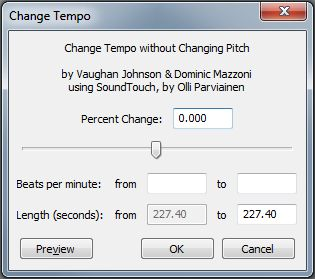 Change Tempo
Change Tempo without Changing Pitch
by Vaughan Johnson & Dominic Mazzoni
using SoundTouch, by Olli Parviainen
Percent Change: 0.000
Beats per minute: from to
Length (seconds): from 227.40 to 227.40
Preview OK Cancel